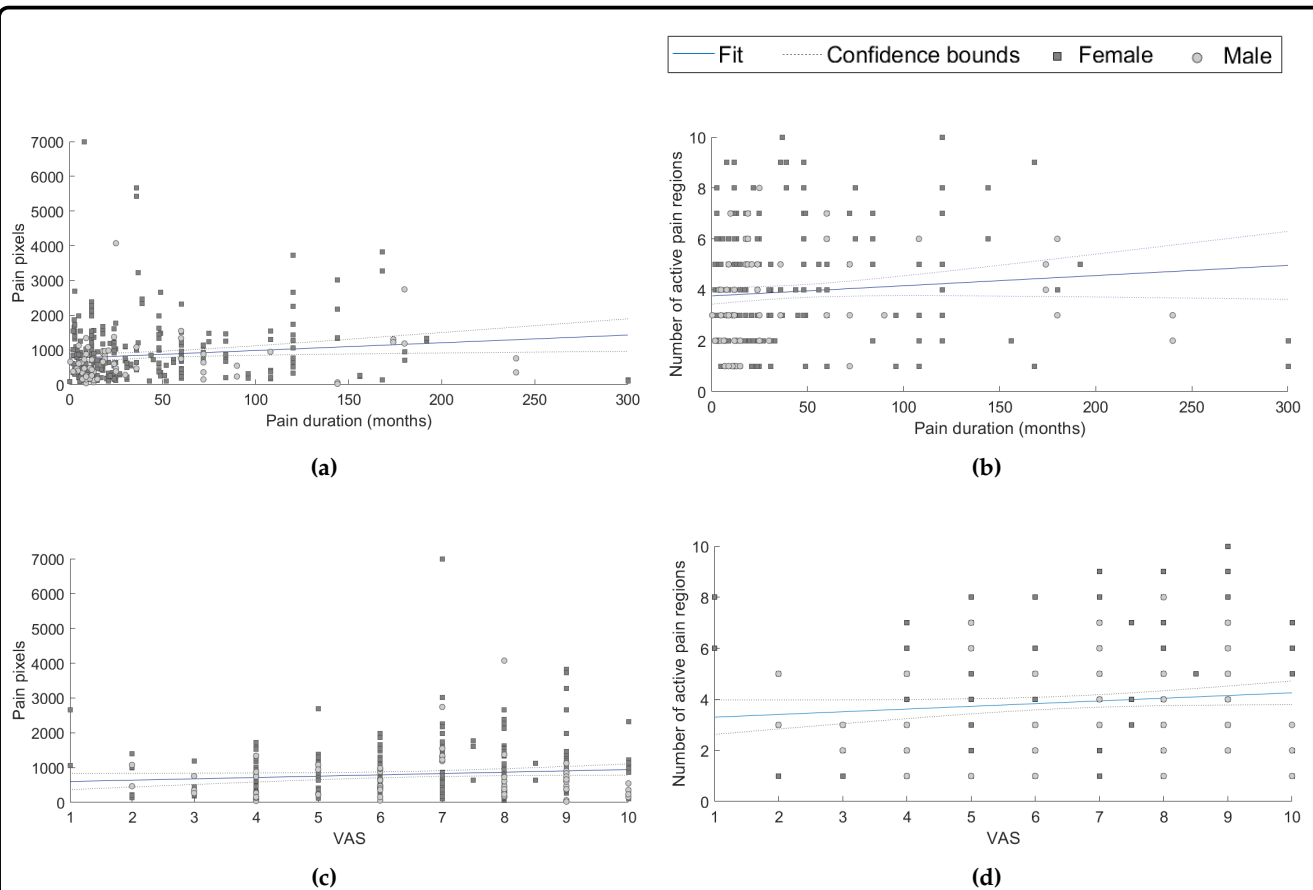 Fit Confidence bounds Female Male
7000
6000
5000
4000
3000
2000
1000
0
Pain pixels
0 50 100 150 200 250 300
Pain duration (months)
(a)
10
8
6
4
2
0
Number of active pain regions
0 50 100 150 200 250 300
Pain duration (months)
(b)
7000
6000
5000
4000
3000
2000
1000
0
Pain pixels
1 2 3 4 5 6 7 8 9 10
VAS
(c)
10
8
6
4
2
0
Number of active pain regions
1 2 3 4 5 6 7 8 9 10
VAS
(d)